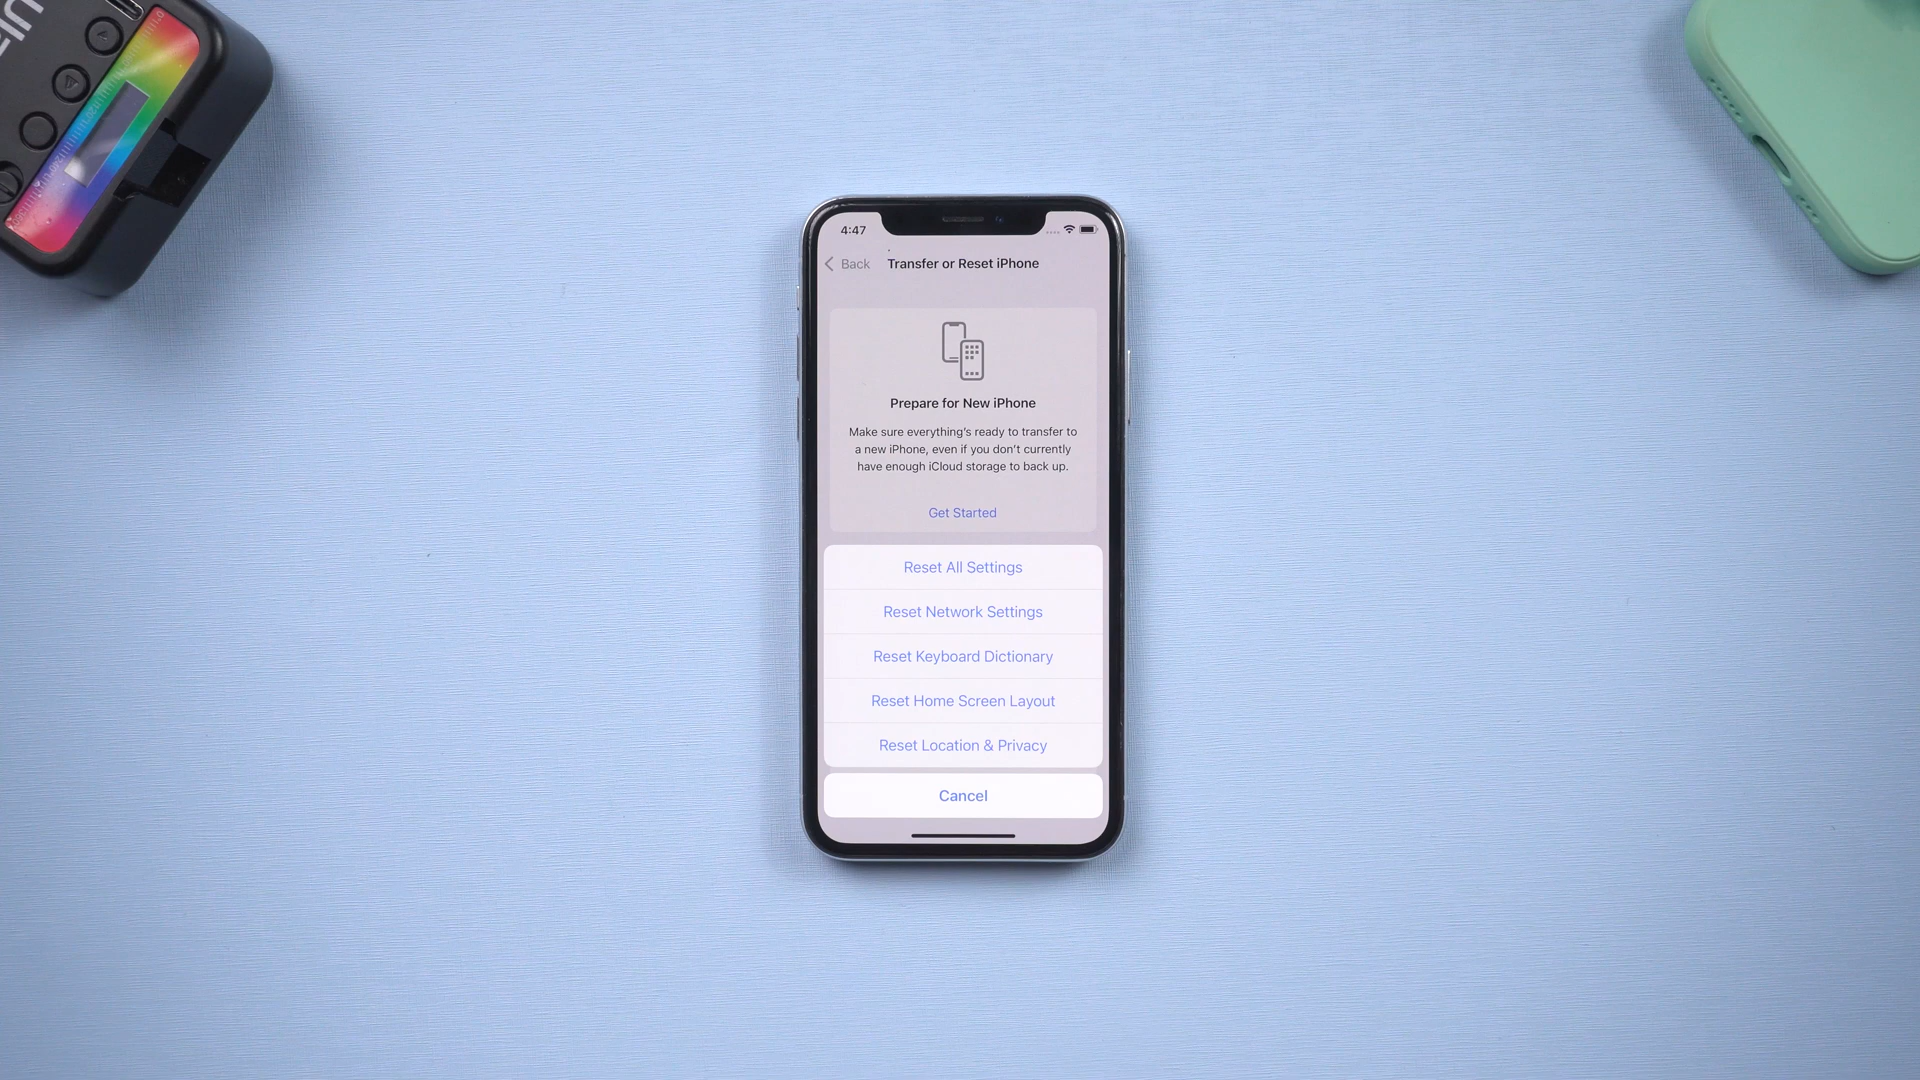 4:47
Back
Transfer or Reset iPhone
Prepare for New iPhone
Make sure everything's ready to transfer to
a new iPhone, even if you don't currently
have enough iCloud storage to back up.
Get Started
Reset All Settings
Reset Network Settings
Reset Keyboard Dictionary
Reset Home Screen Layout
Reset Location & Privacy
Cancel